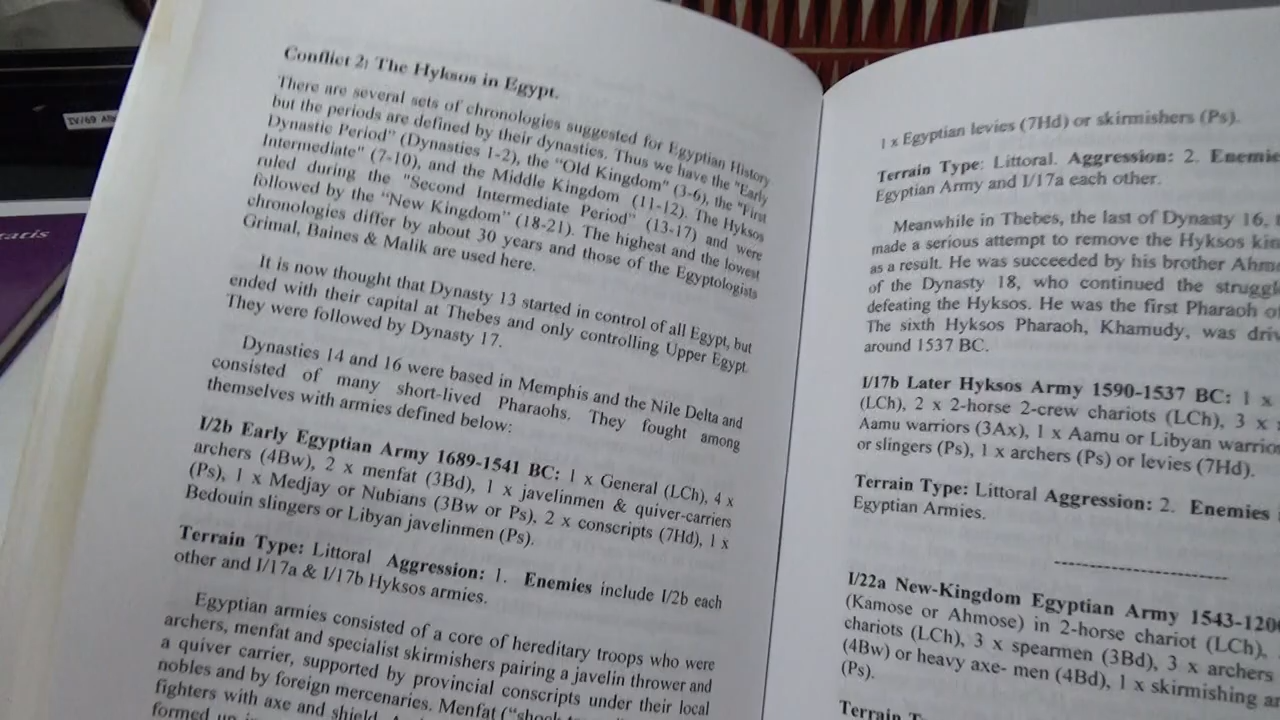 IV/69
Conflict 2: The Hyksos in Egypt.
There are several sets of chronologies suggested for Egyptian History
but the periods are defined by their dynasties. Thus we have the "Early
Dynastic Period" (Dynasties 1-2), the "Old Kingdom" (3-6), the "First
Intermediate" (7-10), and the Middle Kingdom (11-12). The Hyksos
ruled during the "Second Intermediate Period" (13-17) and were
followed by the "New Kingdom" (18-21). The highest and the lowest
chronologies differ by about 30 years and those of the Egyptologists
Grimal, Baines & Malik are used here.
It is now thought that Dynasty 13 started in control of all Egypt, but
ended with their capital at Thebes and only controlling Upper Egypt.
They were followed by Dynasty 17.
Dynasties 14 and 16 were based in Memphis and the Nile Delta and
consisted of many short-lived Pharaohs. They fought among
themselves with armies defined below:
I/2b Early Egyptian Army 1689-1541 BC: 1 x General (LCh), 4 x
archers (4Bw), 2 x menfat (3Bd), 1 x javelinmen & quiver-carriers
(Ps), 1 x Medjay or Nubians (3Bw or Ps), 2 x conscripts (7Hd), 1 x
Bedouin slingers or Libyan javelinmen (Ps).
Terrain Type: Littoral Aggression: 1. Enemies include I/2b each
other and I/17a & I/17b Hyksos armies.
Egyptian armies consisted of a core of hereditary troops who were
archers, menfat and specialist skirmishers pairing a javelin thrower and
a quiver carrier, supported by provincial conscripts under their local
nobles and by foreign mercenaries. Menfat ("shock
fighters with axe and shield.
formed up
1 x Egyptian levies (7Hd) or skirmishers (Ps).
Terrain Type: Littoral. Aggression: 2. Enemie
Egyptian Army and I/17a each other.
Meanwhile in Thebes, the last of Dynasty 16,
made a serious attempt to remove the Hyksos kin
as a result. He was succeeded by his brother Ahm
of the Dynasty 18, who continued the struggl
defeating the Hyksos. He was the first Pharaoh o
The sixth Hyksos Pharaoh, Khamudy, was driv
around 1537 BC.
I/17b Later Hyksos Army 1590-1537 BC: 1 x
(LCh), 2 x 2-horse 2-crew chariots (LCh), 3 x
Aamu warriors (3Ax), 1 x Aamu or Libyan warrio
or slingers (Ps), 1 x archers (Ps) or levies (7Hd).
Terrain Type: Littoral Aggression: 2. Enemies
Egyptian Armies.
I/22a New-Kingdom Egyptian Army 1543-120
(Kamose or Ahmose) in 2-horse chariot (LCh),
chariots (LCh), 3 x spearmen (3Bd), 3 x archers
(4Bw) or heavy axe- men (4Bd), 1 x skirmishing a
(Ps).
Terrain T